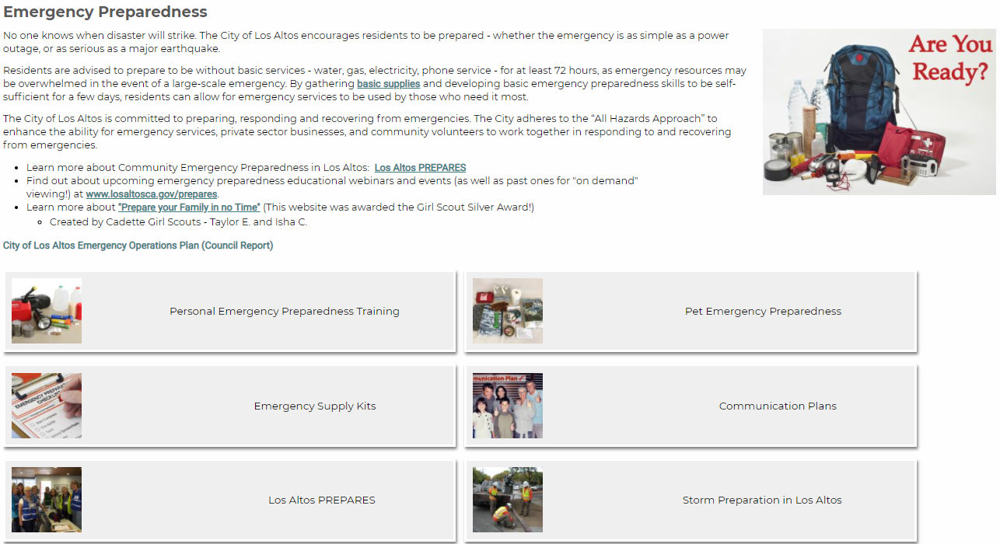 Emergency Preparedness
No one knows when disaster will strike. The City of Los Altos encourages residents to be prepared - whether the emergency is as simple as a power
outage, or as serious as a major earthquake.
Are You
Ready?
Residents are advised to prepare to be without basic services - water, gas, electricity, phone service - for at least 72 hours, as emergency resources may
be overwhelmed in the event of a large-scale emergency. By gathering basic supplies and developing basic emergency preparedness skills to be self-
sufficient for a few days, residents can allow for emergency services to be used by those who need it most.
The City of Los Altos is committed to preparing, responding and recovering from emergencies. The City adheres to the “All Hazards Approach” to
enhance the ability for emergency services, private sector businesses, and community volunteers to work together in responding to and recovering
from emergencies.
Learn more about Community Emergency Preparedness in Los Altos: Los Altos PREPARES
Find out about upcoming emergency preparedness educational webinars and events (as well as past ones for "on demand"
viewing!) at www.losaltosca.gov/prepares.
Learn more about "Prepare your Family in no Time" (This website was awarded the Girl Scout Silver Award!)
Created by Cadette Girl Scouts - Taylor E. and Isha C.
City of Los Altos Emergency Operations Plan (Council Report)
Personal Emergency Preparedness Training
Pet Emergency Preparedness
EMERGENCY
CHECKLIST
Emergency Supply Kits
munication Plan
Communication Plans
Los Altos PREPARES
Storm Preparation in Los Altos